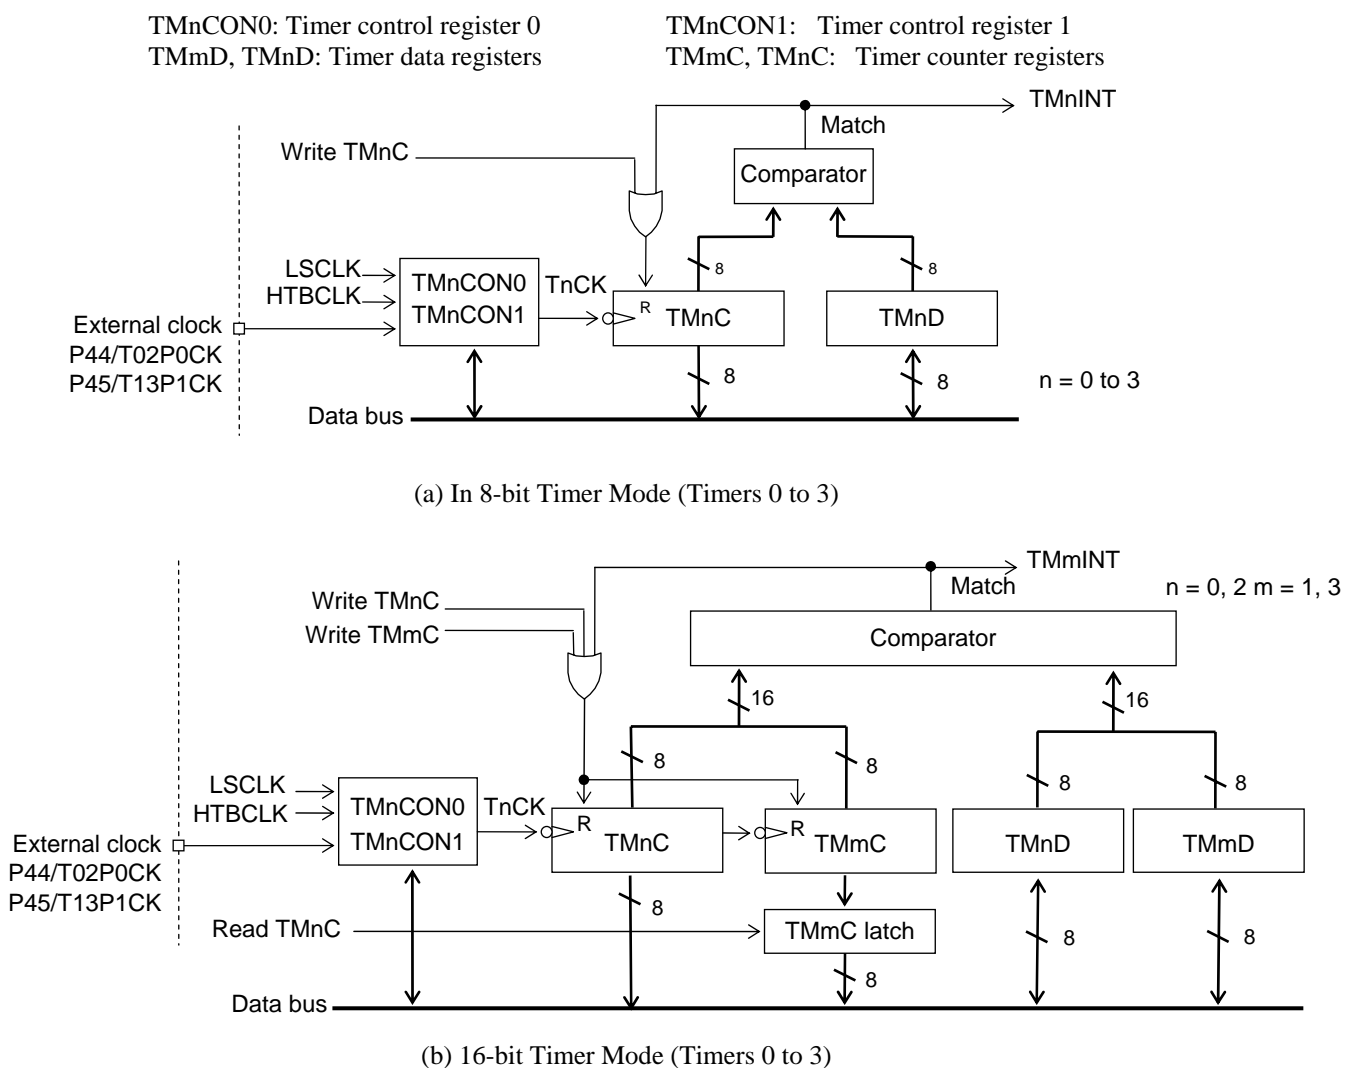 TMnCON0: Timer control register 0 TMnCON1: Timer control register 1
TMmD, TMnD: Timer data registers TMmC, TMnC: Timer counter registers
TMnINT
Match
Write TMnC
Comparator
8 8
LSCLK
HTBCLK
TMnCON0
TMnCON1
TnCK
R
TMnC
TMnD
External clock
P44/T02P0CK
P45/T13P1CK
8 8
n = 0 to 3
Data bus
(a) In 8-bit Timer Mode (Timers 0 to 3)
TMmINT
Match
n = 0, 2 m = 1, 3
Write TMnC
Write TMmC
Comparator
16 16
8 8 8 8
LSCLK
HTBCLK
TMnCON0
TMnCON1
TnCK
R
TMnC
R
TMmC
TMnD
TMmD
External clock
P44/T02P0CK
P45/T13P1CK
8
Read TMnC
TMmC latch
8 8
8
Data bus
(b) 16-bit Timer Mode (Timers 0 to 3)